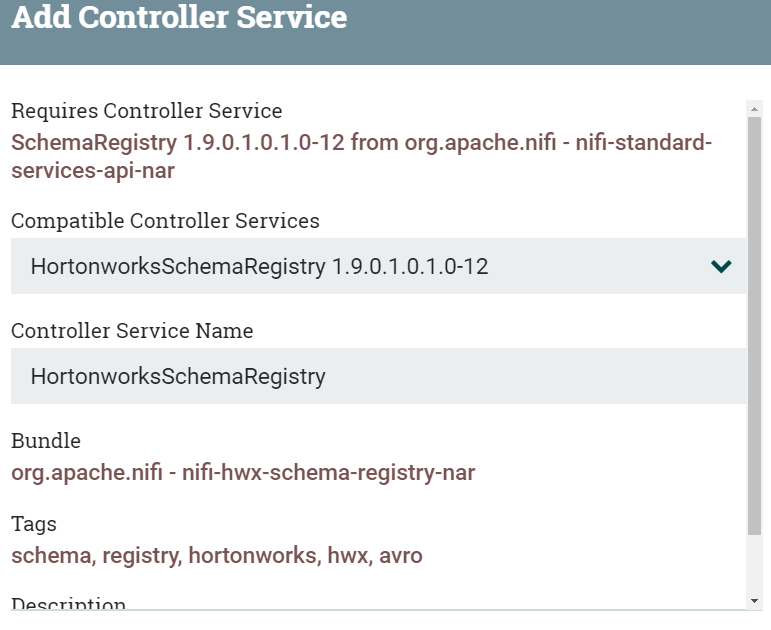 Add Controller Service
Requires Controller Service
SchemaRegistry 1.9.0.1.0.1.0-12 from org.apache.nifi - nifi-standard-
services-api-nar
Compatible Controller Services
HortonworksSchemaRegistry 1.9.0.1.0.1.0-12
Controller Service Name
HortonworksSchemaRegistry
Bundle
org.apache.nifi - nifi-hwx-schema-registry-nar
Tags
schema, registry, hortonworks, hwx, avro
Description